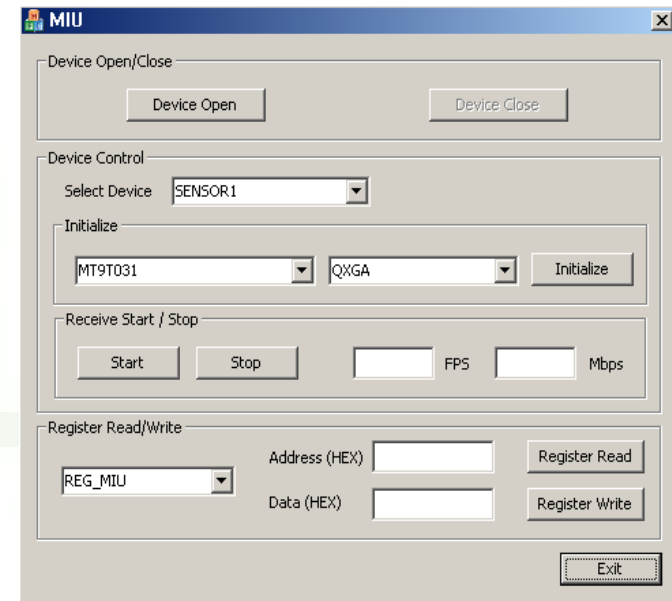 MIU
Device Open/Close
Device Open Device Close
Device Control
Select Device SENSOR1
Initialize
MT9T031 QXGA Initialize
Receive Start / Stop
Start Stop FPS Mbps
Register Read/Write
Address (HEX) Register Read
REG_MIU
Data (HEX) Register Write
Exit